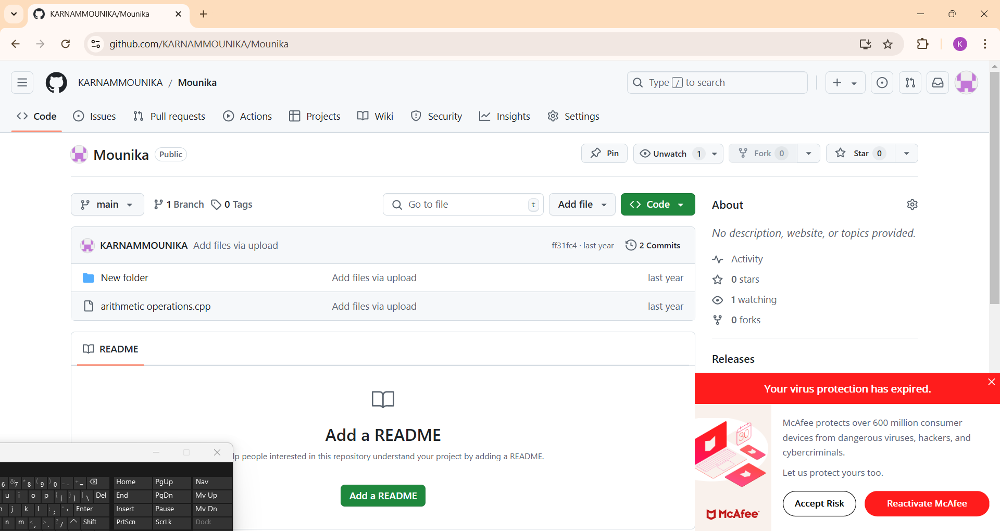 KARNAMMOUNIKA/Mounika
github.com/KARNAMMOUNIKA/Mounika
K
KARNAMMOUNIKA / Mounika
Type / to search
Code Issues Pull requests Actions Projects Wiki Security Insights Settings
Mounika Public
Pin Unwatch 1 Fork 0 Star 0
main 1 Branch 0 Tags
Go to file t
Add file
Code
KARNAMMOUNIKA Add files via upload ff31fc4 · last year 2 Commits
New folder Add files via upload last year
arithmetic operations.cpp Add files via upload last year
README
Add a README
lp people interested in this repository understand your project by adding a README.
Add a README
About
No description, website, or topics provided.
Activity
0 stars
1 watching
0 forks
Releases
Your virus protection has expired.
McAfee protects over 600 million consumer
devices from dangerous viruses, hackers, and
cybercriminals.
Let us protect yours too.
Accept Risk Reactivate McAfee
30
McAfee
6 & 7 * 8 ( 9 ) 0 _ - + = Home PgUp Nav
u i o p { [ } ] | \ Del End PgDn Mv Up
j k l : ; " ' Enter Insert Pause Mv Dn
n m < , > . ? / ^ Shift PrtScn ScrLk Dock